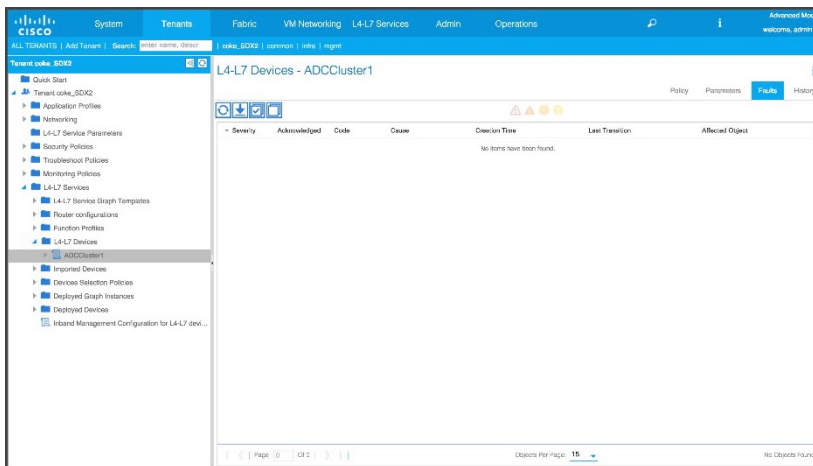 cisco
System Tenants Fabric VM Networking L4-L7 Services Admin Operations i Advanced Mod
welcome, admin
ALL TENANTS | Add Tenant | Search: enter name, descr | coke_SDX2 | common | infra | mgmt
Tenant coke_SDX2
Quick Start
Tenant coke_SDX2
Application Profiles
Networking
L4-L7 Service Parameters
Security Policies
Troubleshoot Policies
Monitoring Policies
L4-L7 Services
L4-L7 Service Graph Templates
Router configurations
Function Profiles
L4-L7 Devices
ADCCluster1
Imported Devices
Devices Selection Policies
Deployed Graph Instances
Deployed Devices
Inband Management Configuration for L4-L7 devi...
L4-L7 Devices - ADCCluster1
Policy Parameters Faults History
Severity Acknowledged Code Cause Creation Time Last Transition Affected Object
No items have been found.
Page 0 Objects Per Page: 15 No Objects Found